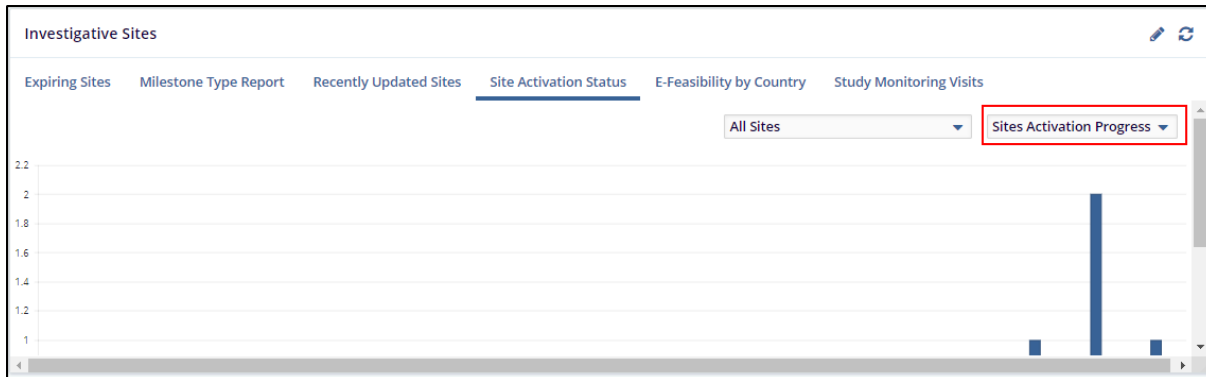 Investigative Sites
Expiring Sites Milestone Type Report Recently Updated Sites Site Activation Status E-Feasibility by Country Study Monitoring Visits
All Sites Sites Activation Progress
2.2
2
1.8
1.6
1.4
1.2
1